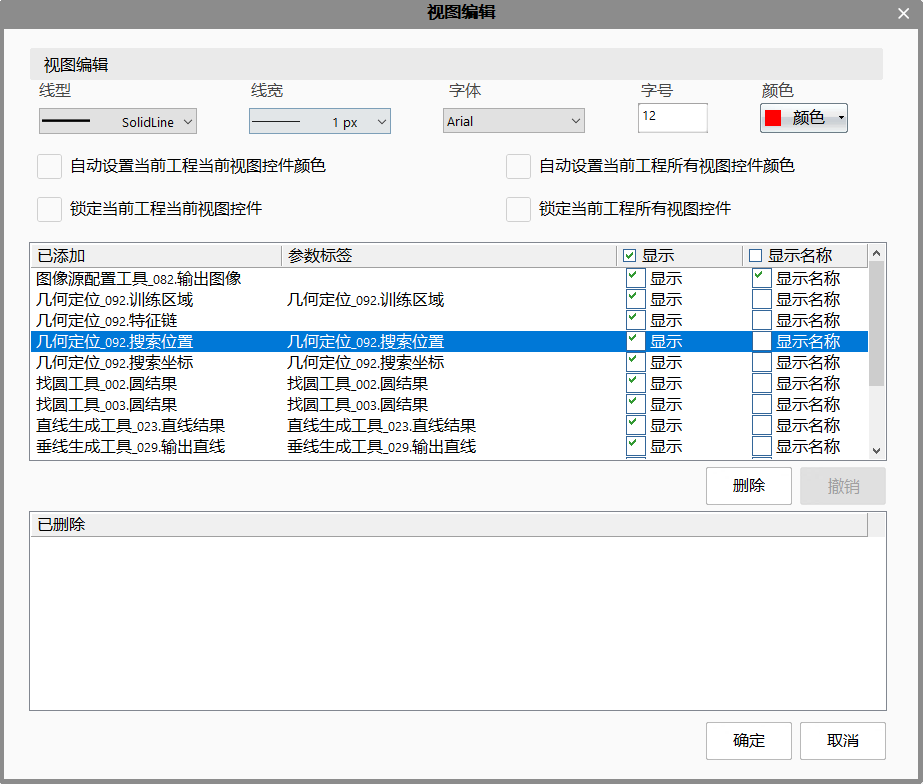 视图编辑
视图编辑
线型 线宽 字体 字号 颜色
SolidLine 1 px Arial 12 颜色
自动设置当前工程当前视图控件颜色 自动设置当前工程所有视图控件颜色
锁定当前工程当前视图控件 锁定当前工程所有视图控件
已添加 参数标签 显示 显示名称
图像源配置工具_082.输出图像 显示 显示名称
几何定位_092.训练区域 几何定位_092.训练区域 显示 显示名称
几何定位_092.特征链 显示 显示名称
几何定位_092.搜索位置 几何定位_092.搜索位置 显示 显示名称
几何定位_092.搜索坐标 几何定位_092.搜索坐标 显示 显示名称
找圆工具_002.圆结果 找圆工具_002.圆结果 显示 显示名称
找圆工具_003.圆结果 找圆工具_003.圆结果 显示 显示名称
直线生成工具_023.直线结果 直线生成工具_023.直线结果 显示 显示名称
垂线生成工具_029.输出直线 垂线生成工具_029.输出直线 显示 显示名称
删除 撤销
已删除
确定 取消